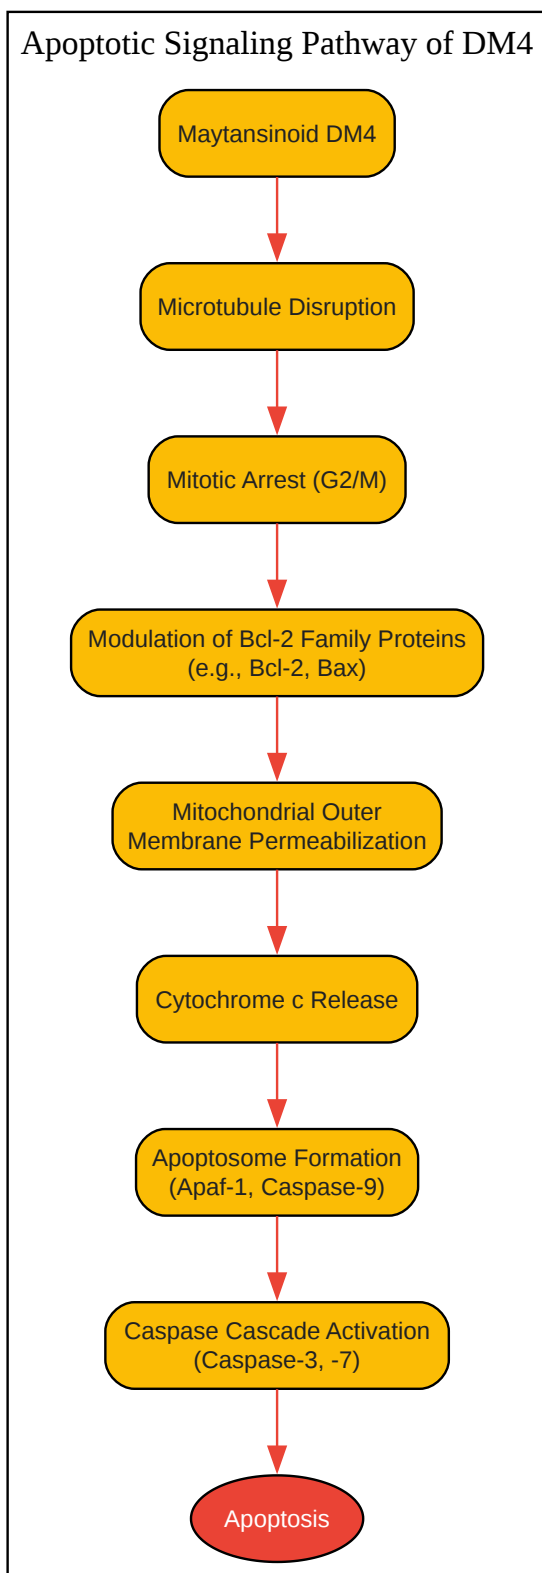 Apoptotic Signaling Pathway of DM4
Maytansinoid DM4
Microtubule Disruption
Mitotic Arrest (G2/M)
Modulation of Bcl-2 Family Proteins
(e.g., Bcl-2, Bax)
Mitochondrial Outer
Membrane Permeabilization
Cytochrome c Release
Apoptosome Formation
(Apaf-1, Caspase-9)
Caspase Cascade Activation
(Caspase-3, -7)
Apoptosis